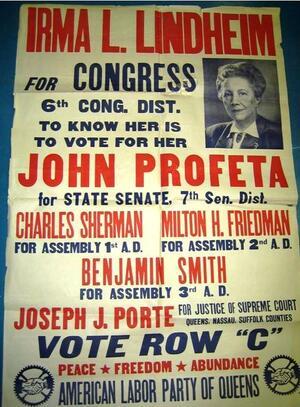 IRMA L. LINDHEIM
FOR CONGRESS
6th CONG. DIST.
TO KNOW HER IS
TO VOTE FOR HER
JOHN PROFETA
for STATE SENATE, 7th Sen. Dist.
CHARLES SHERMAN
FOR ASSEMBLY 1st A. D.
MILTON H. FRIEDMAN
FOR ASSEMBLY 2nd A. D.
BENJAMIN SMITH
FOR ASSEMBLY 3rd A. D.
JOSEPH J. PORTE
FOR JUSTICE OF SUPREME COURT
QUEENS, NASSAU, SUFFOLK COUNTIES
VOTE ROW "C"
PEACE ★ FREEDOM ★ ABUNDANCE
AMERICAN LABOR PARTY OF QUEENS